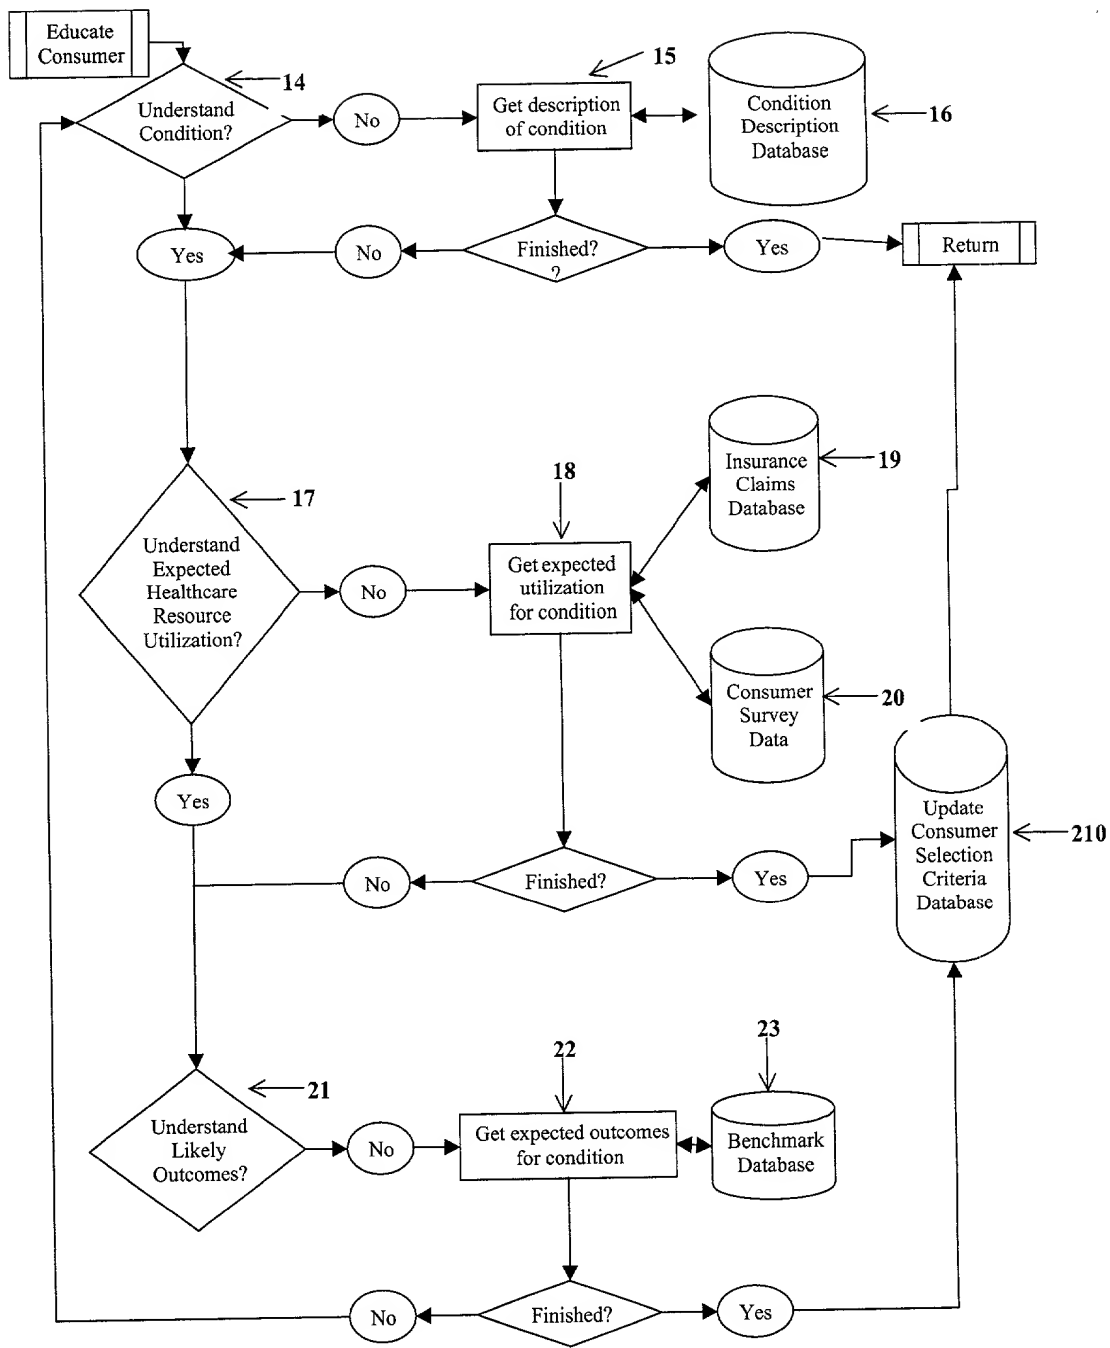 Educate
Consumer
14
Understand
Condition?
No
15
Get description
of condition
Condition
Description
Database
16
Yes
No
Finished?
?
Yes
Return
17
Understand
Expected
Healthcare
Resource
Utilization?
No
18
Get expected
utilization
for condition
Insurance
Claims
Database
19
Consumer
Survey
Data
20
Yes
No
Finished?
Yes
Update
Consumer
Selection
Criteria
Database
210
21
Understand
Likely
Outcomes?
No
22
Get expected outcomes
for condition
23
Benchmark
Database
No
Finished?
Yes